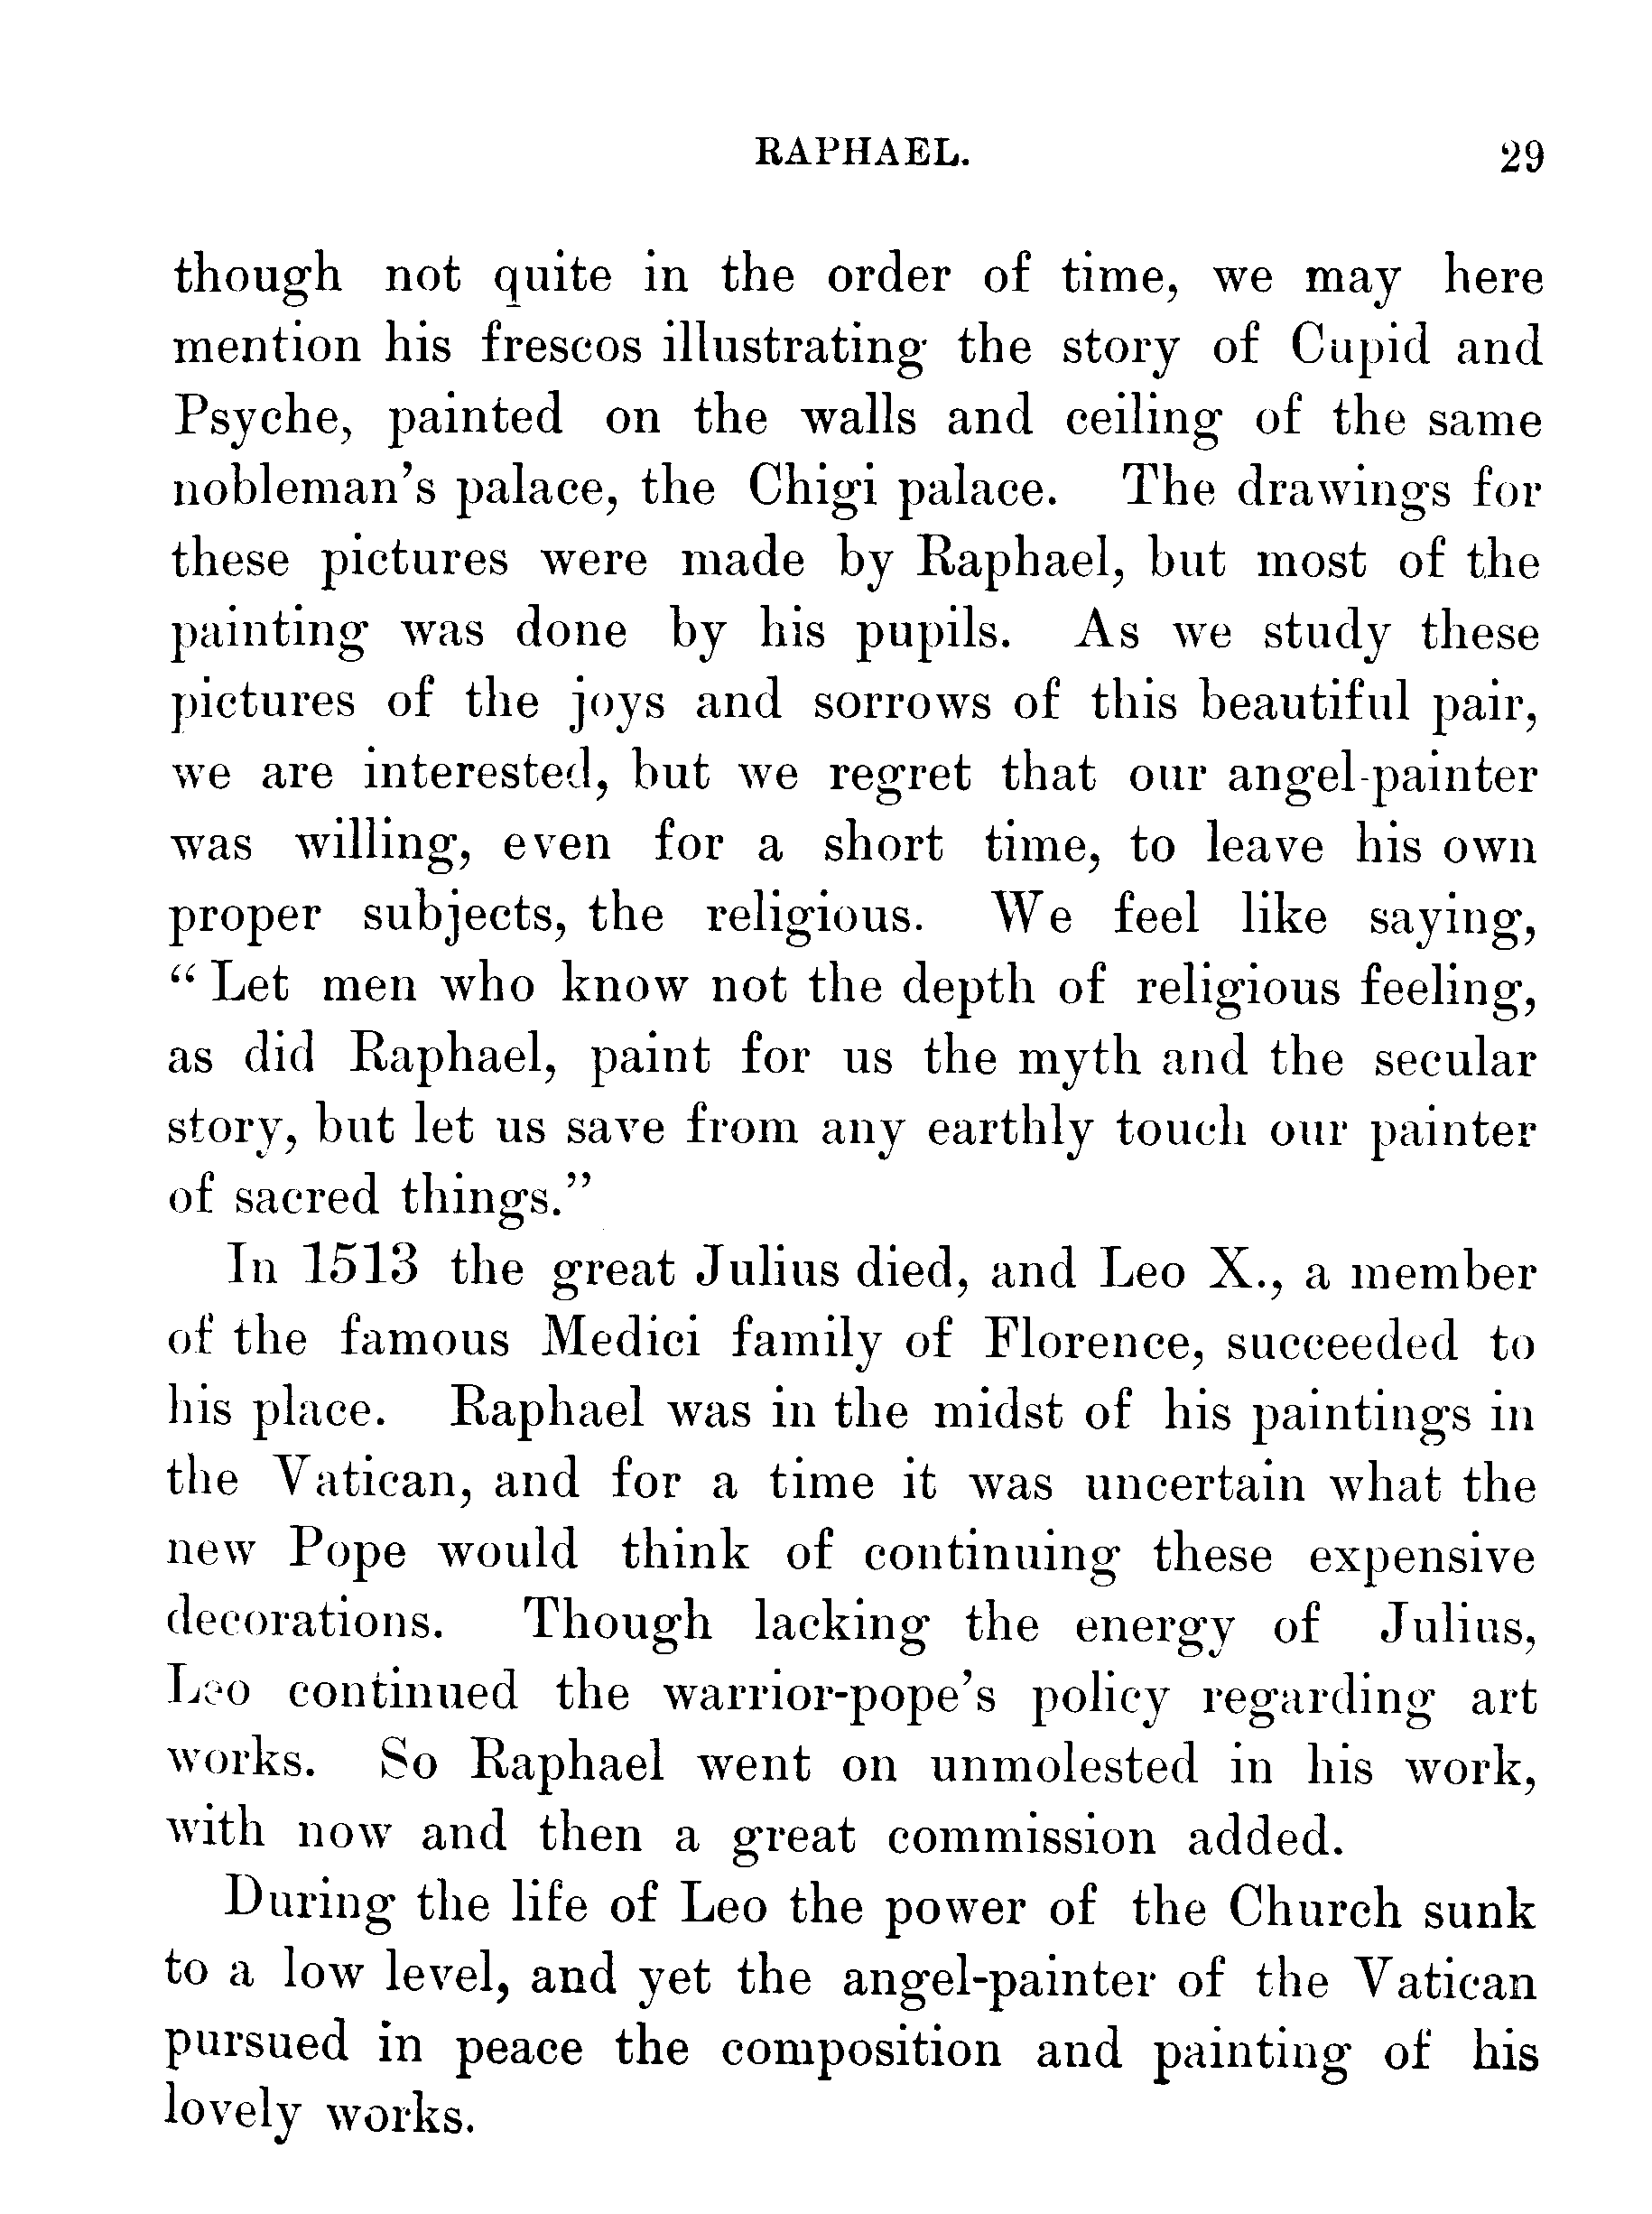 RAPHAEL. 29
though not quite in the order of time, we may here
mention his frescos illustrating the story of Cupid and
Psyche, painted on the walls and ceiling of the same
nobleman's palace, the Chigi palace. The drawings for
these pictures were made by Raphael, but most of the
painting was done by his pupils. As we study these
pictures of the joys and sorrows of this beautiful pair,
we are interested, but we regret that our angel-painter
was willing, even for a short time, to leave his own
proper subjects, the religious. We feel like saying,
“Let men who know not the depth of religious feeling,
as did Raphael, paint for us the myth and the secular
story, but let us save from any earthly touch our painter
of sacred things.”
In 1513 the great Julius died, and Leo X., a member
of the famous Medici family of Florence, succeeded to
his place. Raphael was in the midst of his paintings in
the Vatican, and for a time it was uncertain what the
new Pope would think of continuing these expensive
decorations. Though lacking the energy of Julius,
Leo continued the warrior-pope's policy regarding art
works. So Raphael went on unmolested in his work,
with now and then a great commission added.
During the life of Leo the power of the Church sunk
to a low level, and yet the angel-painter of the Vatican
pursued in peace the composition and painting of his
lovely works.